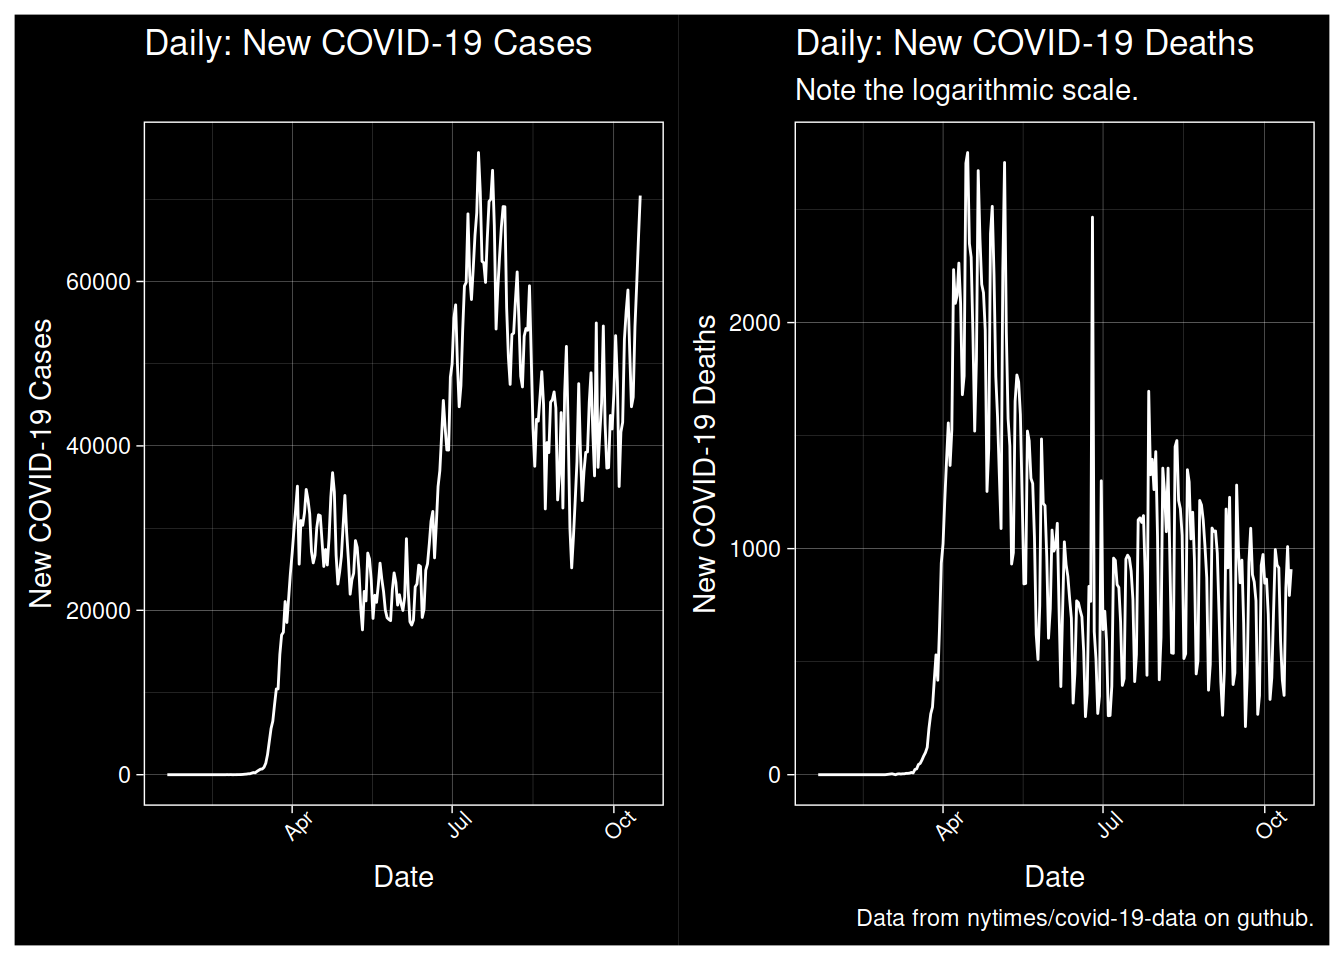 Daily: New COVID-19 Cases
New COVID-19 Cases
60000
40000
20000
0
Apr
Jul
Oct
Date
Daily: New COVID-19 Deaths
Note the logarithmic scale.
New COVID-19 Deaths
2000
1000
0
Apr
Jul
Oct
Date
Data from nytimes/covid-19-data on guthub.